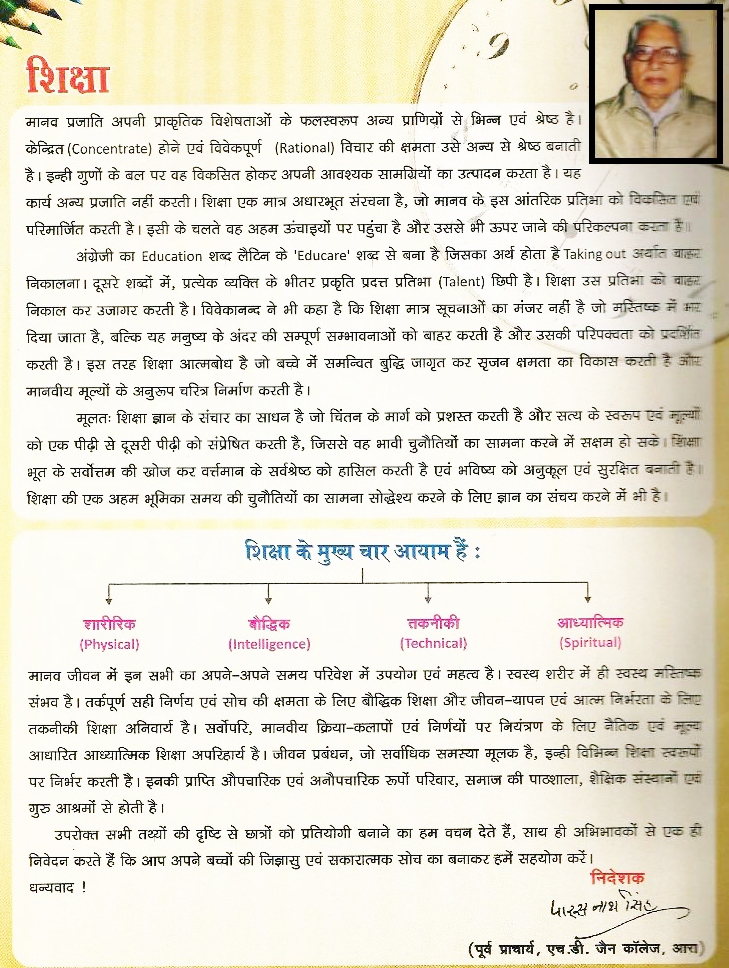 शिक्षा
मानव प्रजाति अपनी प्राकृतिक विशेषताओं के फलस्वरूप अन्य प्राणियों से भिन्न एवं श्रेष्ठ है।
केन्द्रित (Concentrate) होने एवं विवेकपूर्ण (Rational) विचार की क्षमता उसे अन्य से श्रेष्ठ बनाती
है। इन्ही गुणों के बल पर वह विकसित होकर अपनी आवश्यक सामग्रियों का उत्पादन करता है। यह
कार्य अन्य प्रजाति नहीं करती। शिक्षा एक मात्र अधारभूत संरचना है, जो मानव के इस आंतरिक प्रतिभा को विकसित एवं
परिमार्जित करती है। इसी के चलते वह अहम ऊंचाइयों पर पहुंचा है और उससे भी ऊपर जाने की परिकल्पना करता है।
अंग्रेजी का Education शब्द लैटिन के 'Educare' शब्द से बना है जिसका अर्थ होता है Taking out अर्थात बाहर
निकालना। दूसरे शब्दों में, प्रत्येक व्यक्ति के भीतर प्रकृति प्रदत्त प्रतिभा (Talent) छिपी है। शिक्षा उस प्रतिभा को बाहर
निकाल कर उजागर करती है। विवेकानन्द ने भी कहा है कि शिक्षा मात्र सूचनाओं का मंजर नहीं है जो मस्तिष्क में भर
दिया जाता है, बल्कि यह मनुष्य के अंदर की सम्पूर्ण सम्भावनाओं को बाहर करती है और उसकी परिपक्वता को प्रदर्शित
करती है। इस तरह शिक्षा आत्मबोध है जो बच्चे में समन्वित बुद्धि जागृत कर सृजन क्षमता का विकास करती है और
मानवीय मूल्यों के अनुरूप चरित्र निर्माण करती है।
मूलतः शिक्षा ज्ञान के संचार का साधन है जो चिंतन के मार्ग को प्रशस्त करती है और सत्य के स्वरूप एवं मूल्यों
को एक पीढ़ी से दूसरी पीढ़ी को संप्रेषित करती है, जिससे वह भावी चुनौतियों का सामना करने में सक्षम हो सके। शिक्षा
भूत के सर्वोत्तम की खोज कर वर्त्तमान के सर्वश्रेष्ठ को हासिल करती है एवं भविष्य को अनुकूल एवं सुरक्षित बनाती है।
शिक्षा की एक अहम भूमिका समय की चुनौतियों का सामना सोद्धेश्य करने के लिए ज्ञान का संचय करने में भी है।
शिक्षा के मुख्य चार आयाम हैं :
शारीरिक बौद्धिक तकनीकी आध्यात्मिक
(Physical) (Intelligence) (Technical) (Spiritual)
मानव जीवन में इन सभी का अपने-अपने समय परिवेश में उपयोग एवं महत्व है। स्वस्थ शरीर में ही स्वस्थ मस्तिष्क
संभव है। तर्कपूर्ण सही निर्णय एवं सोच की क्षमता के लिए बौद्धिक शिक्षा और जीवन-यापन एवं आत्म निर्भरता के लिए
तकनीकी शिक्षा अनिवार्य है। सर्वोपरि, मानवीय क्रिया-कलापों एवं निर्णयों पर नियंत्रण के लिए नैतिक एवं मूल्य
आधारित आध्यात्मिक शिक्षा अपरिहार्य है। जीवन प्रबंधन, जो सर्वाधिक समस्या मूलक है, इन्ही विभिन्न शिक्षा स्वरूपों
पर निर्भर करती है। इनकी प्राप्ति औपचारिक एवं अनौपचारिक रूपों परिवार, समाज की पाठशाला, शैक्षिक संस्थानों एवं
गुरु आश्रमों से होती है।
उपरोक्त सभी तथ्यों की दृष्टि से छात्रों को प्रतियोगी बनाने का हम वचन देते हैं, साथ ही अभिभावकों से एक ही
निवेदन करते हैं कि आप अपने बच्चों की जिज्ञासु एवं सकारात्मक सोच का बनाकर हमें सहयोग करें।
धन्यवाद !
निदेशक
पारस नाथ सिंह
(पूर्व प्राचार्य, एच.डी. जैन कॉलेज, आरा)